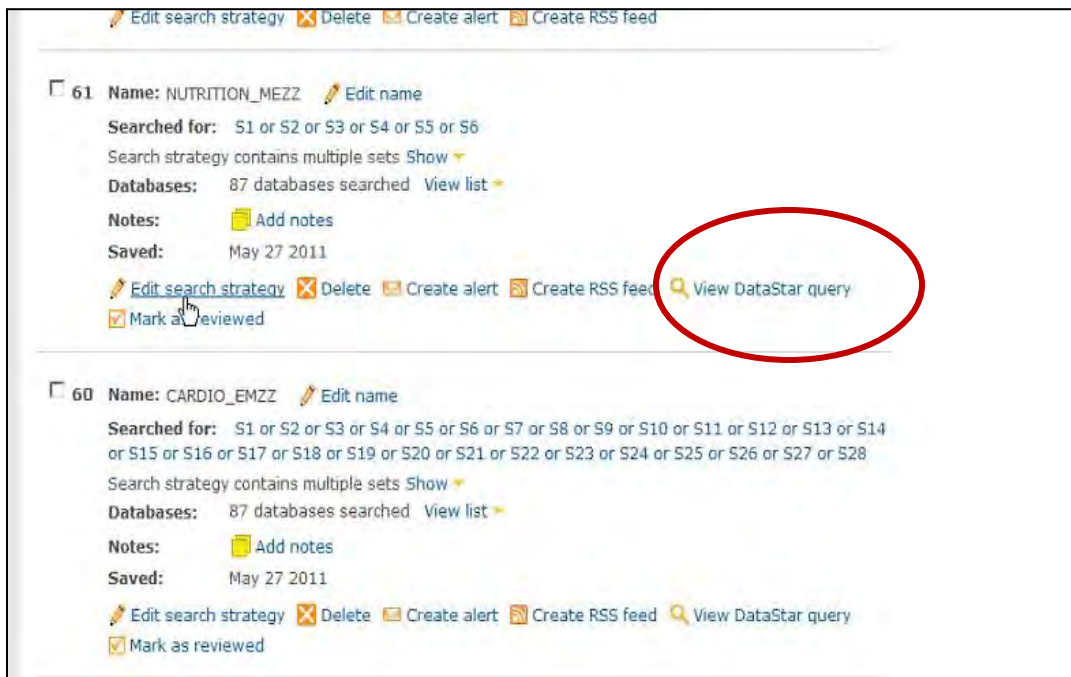 Edit search strategy Delete Create alert Create RSS feed
61 Name: NUTRITION_MEZZ Edit name
Searched for: S1 or S2 or S3 or S4 or S5 or S6
Search strategy contains multiple sets Show
Databases: 87 databases searched View list
Notes: Add notes
Saved: May 27 2011
Edit search strategy Delete Create alert Create RSS feed View DataStar query
Mark as reviewed
60 Name: CARDIO_EMZZ Edit name
Searched for: S1 or S2 or S3 or S4 or S5 or S6 or S7 or S8 or S9 or S10 or S11 or S12 or S13 or S14
or S15 or S16 or S17 or S18 or S19 or S20 or S21 or S22 or S23 or S24 or S25 or S26 or S27 or S28
Search strategy contains multiple sets Show
Databases: 87 databases searched View list
Notes: Add notes
Saved: May 27 2011
Edit search strategy Delete Create alert Create RSS feed View DataStar query
Mark as reviewed